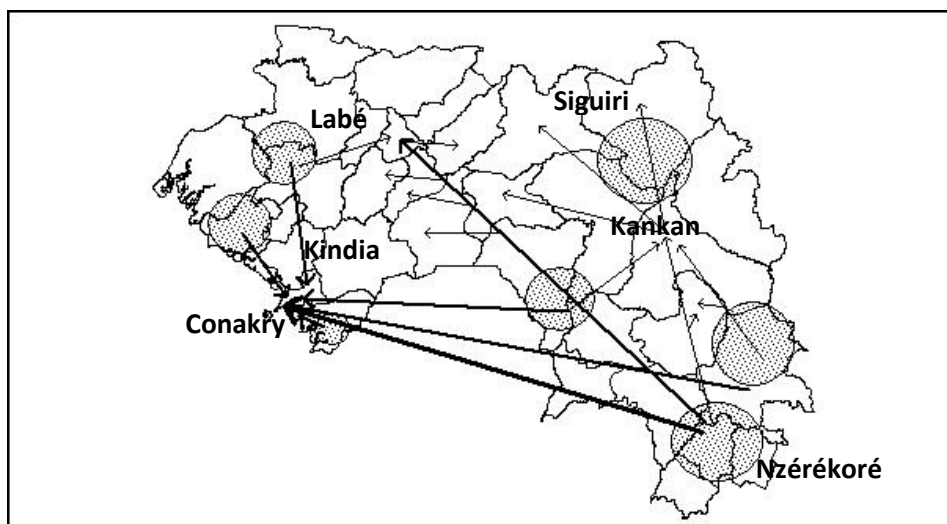 Siguiri
Labé
Kankan
Kindia
Conakry
Nzérékoré